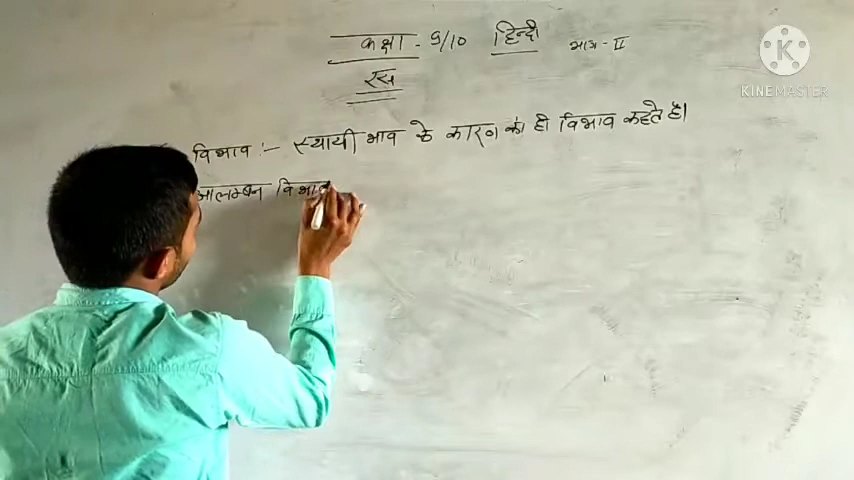 कक्षा - 9/10 हिन्दी भाग - II
रस
विभाव :- स्थायी भाव के कारण को ही विभाव कहते है।
आलम्बन विभाव
K
KINEMASTER